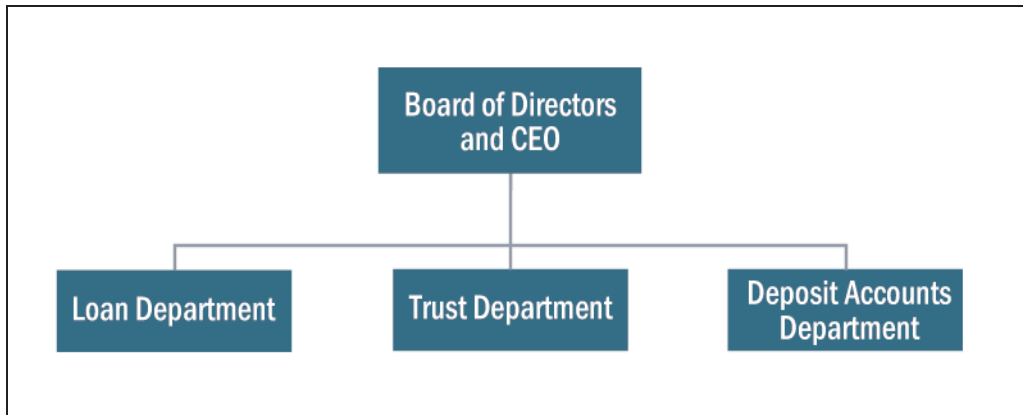 Board of Directors
and CEO
Loan Department
Trust Department
Deposit Accounts
Department